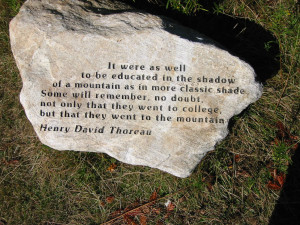 It were as well
to be educated in the shadow
of a mountain as in more classic shade.
Some will remember, no doubt,
not only that they went to college,
but that they went to the mountain.
Henry David Thoreau